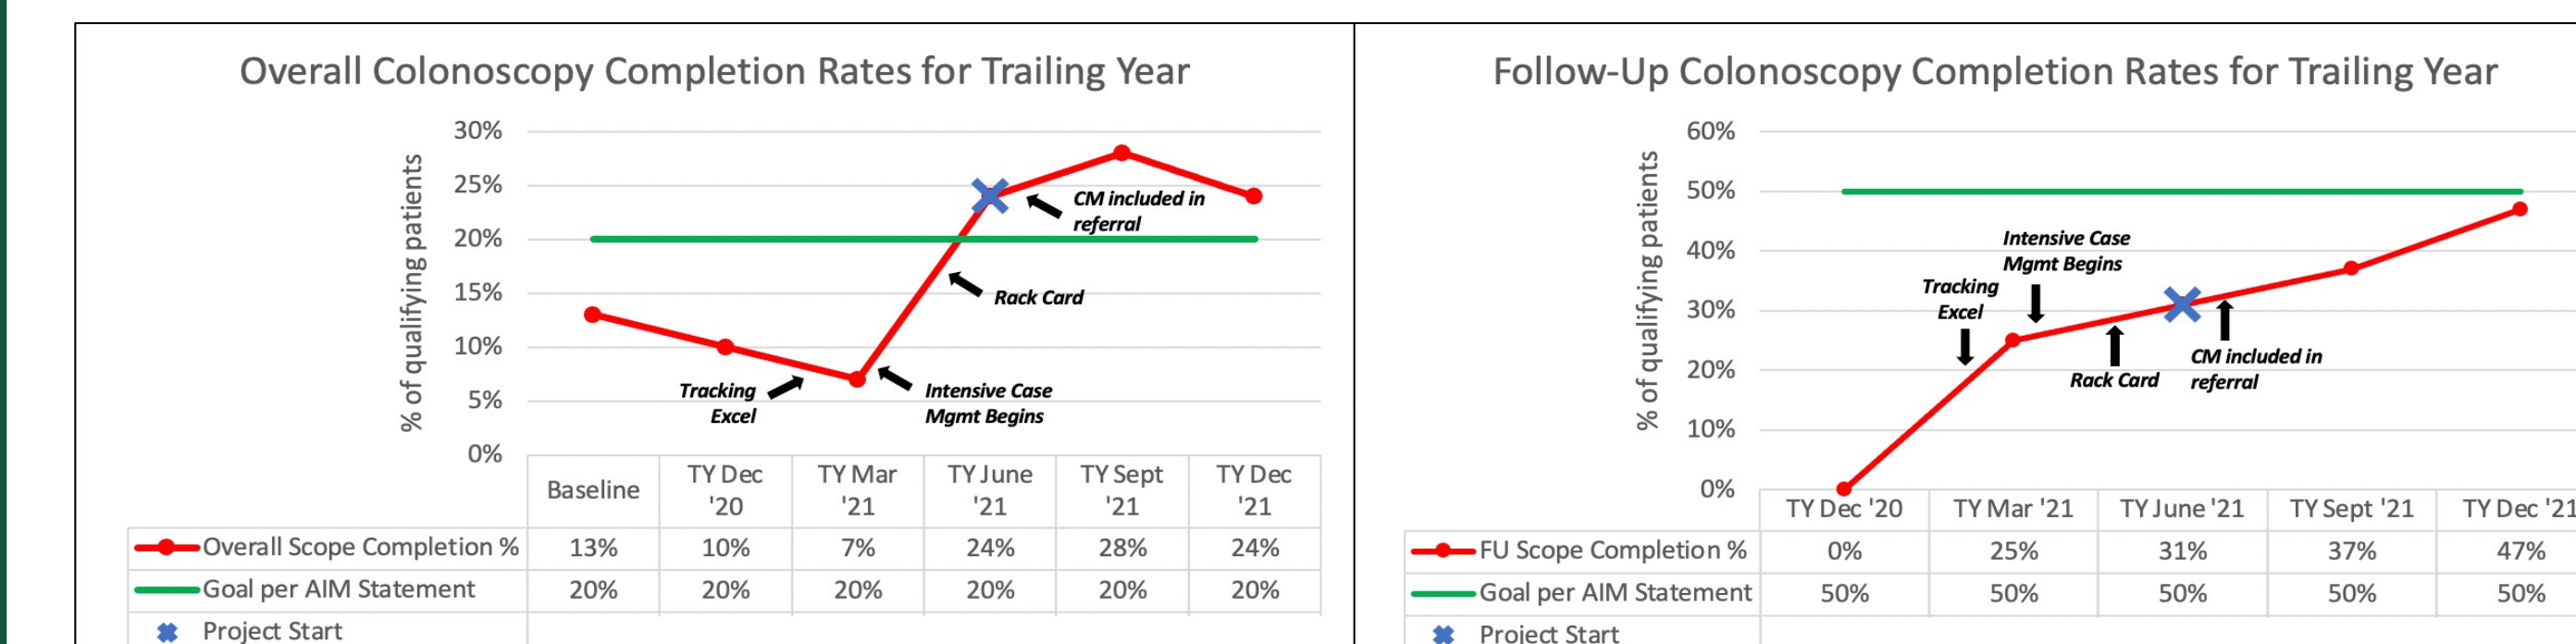 Overall Colonoscopy Completion Rates for Trailing Year
% of qualifying patients
30%
25%
20%
15%
10%
5%
0%
CM included in
referral
Rack Card
Tracking
Excel
Intensive Case
Mgmt Begins
Baseline
TY Dec
'20
TY Mar
'21
TY June
'21
TY Sept
'21
TY Dec
'21
Overall Scope Completion % 13% 10% 7% 24% 28% 24%
Goal per AIM Statement 20% 20% 20% 20% 20% 20%
Project Start
Follow-Up Colonoscopy Completion Rates for Trailing Year
% of qualifying patients
60%
50%
40%
30%
20%
10%
0%
Intensive Case
Mgmt Begins
Tracking
Excel
Rack Card
CM included in
referral
TY Dec '20 TY Mar '21 TY June '21 TY Sept '21 TY Dec '21
FU Scope Completion % 0% 25% 31% 37% 47%
Goal per AIM Statement 50% 50% 50% 50% 50%
Project Start